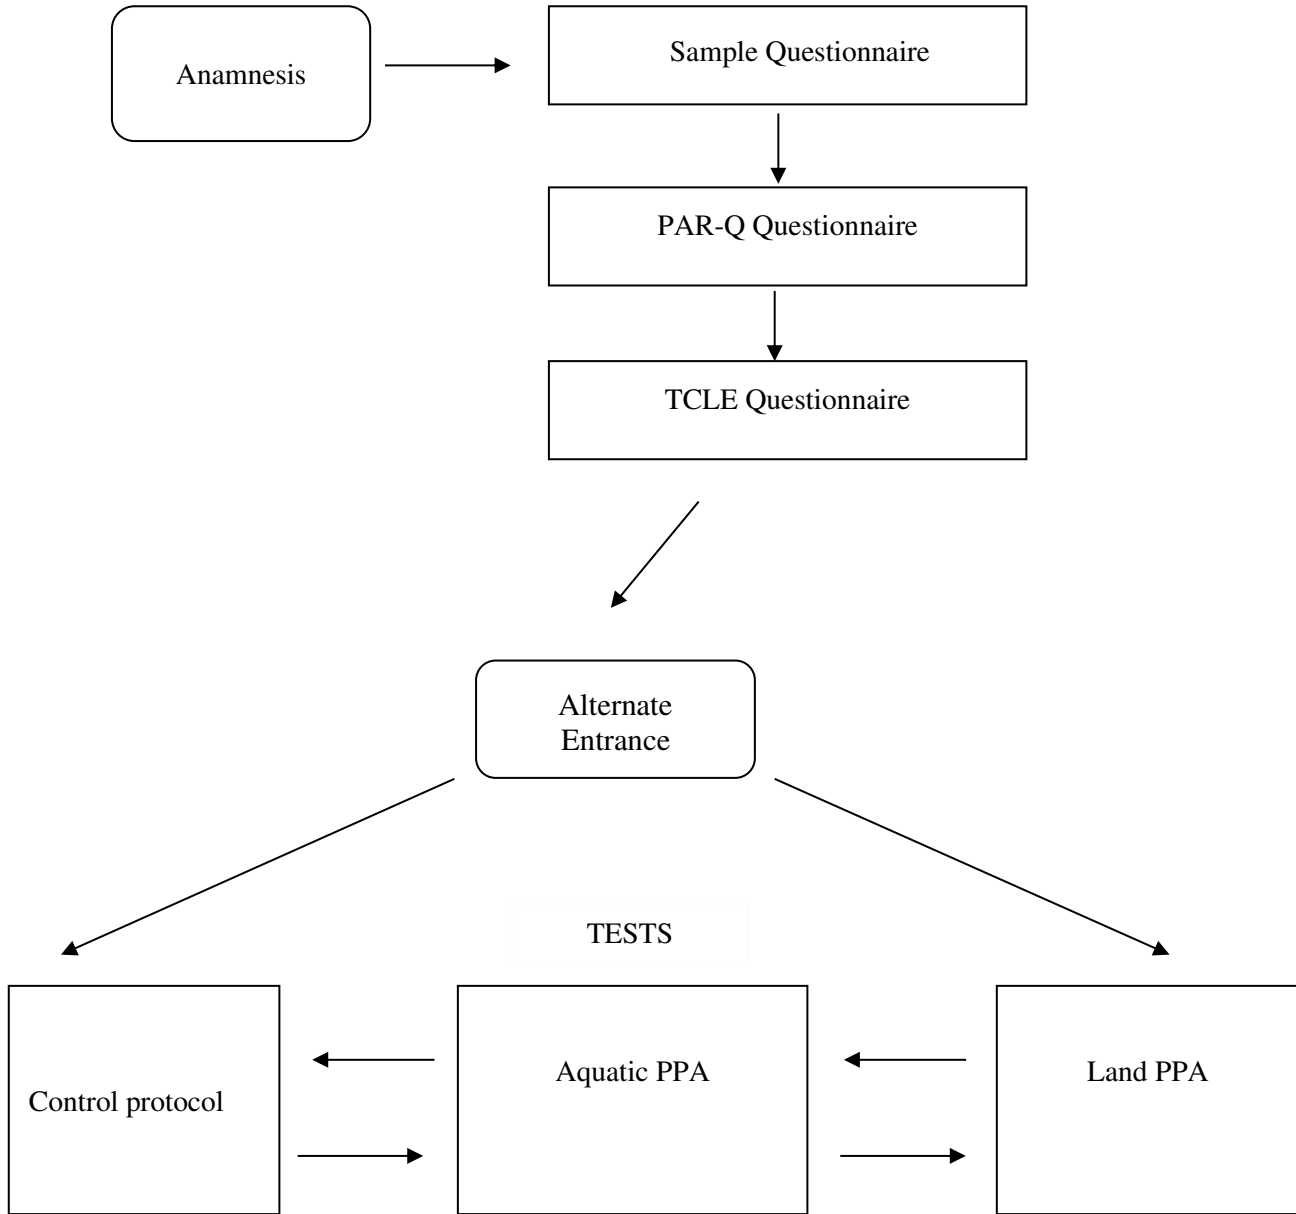 Anamnesis
Sample Questionnaire
PAR-Q Questionnaire
TCLE Questionnaire
Alternate
Entrance
TESTS
Control protocol
Aquatic PPA
Land PPA